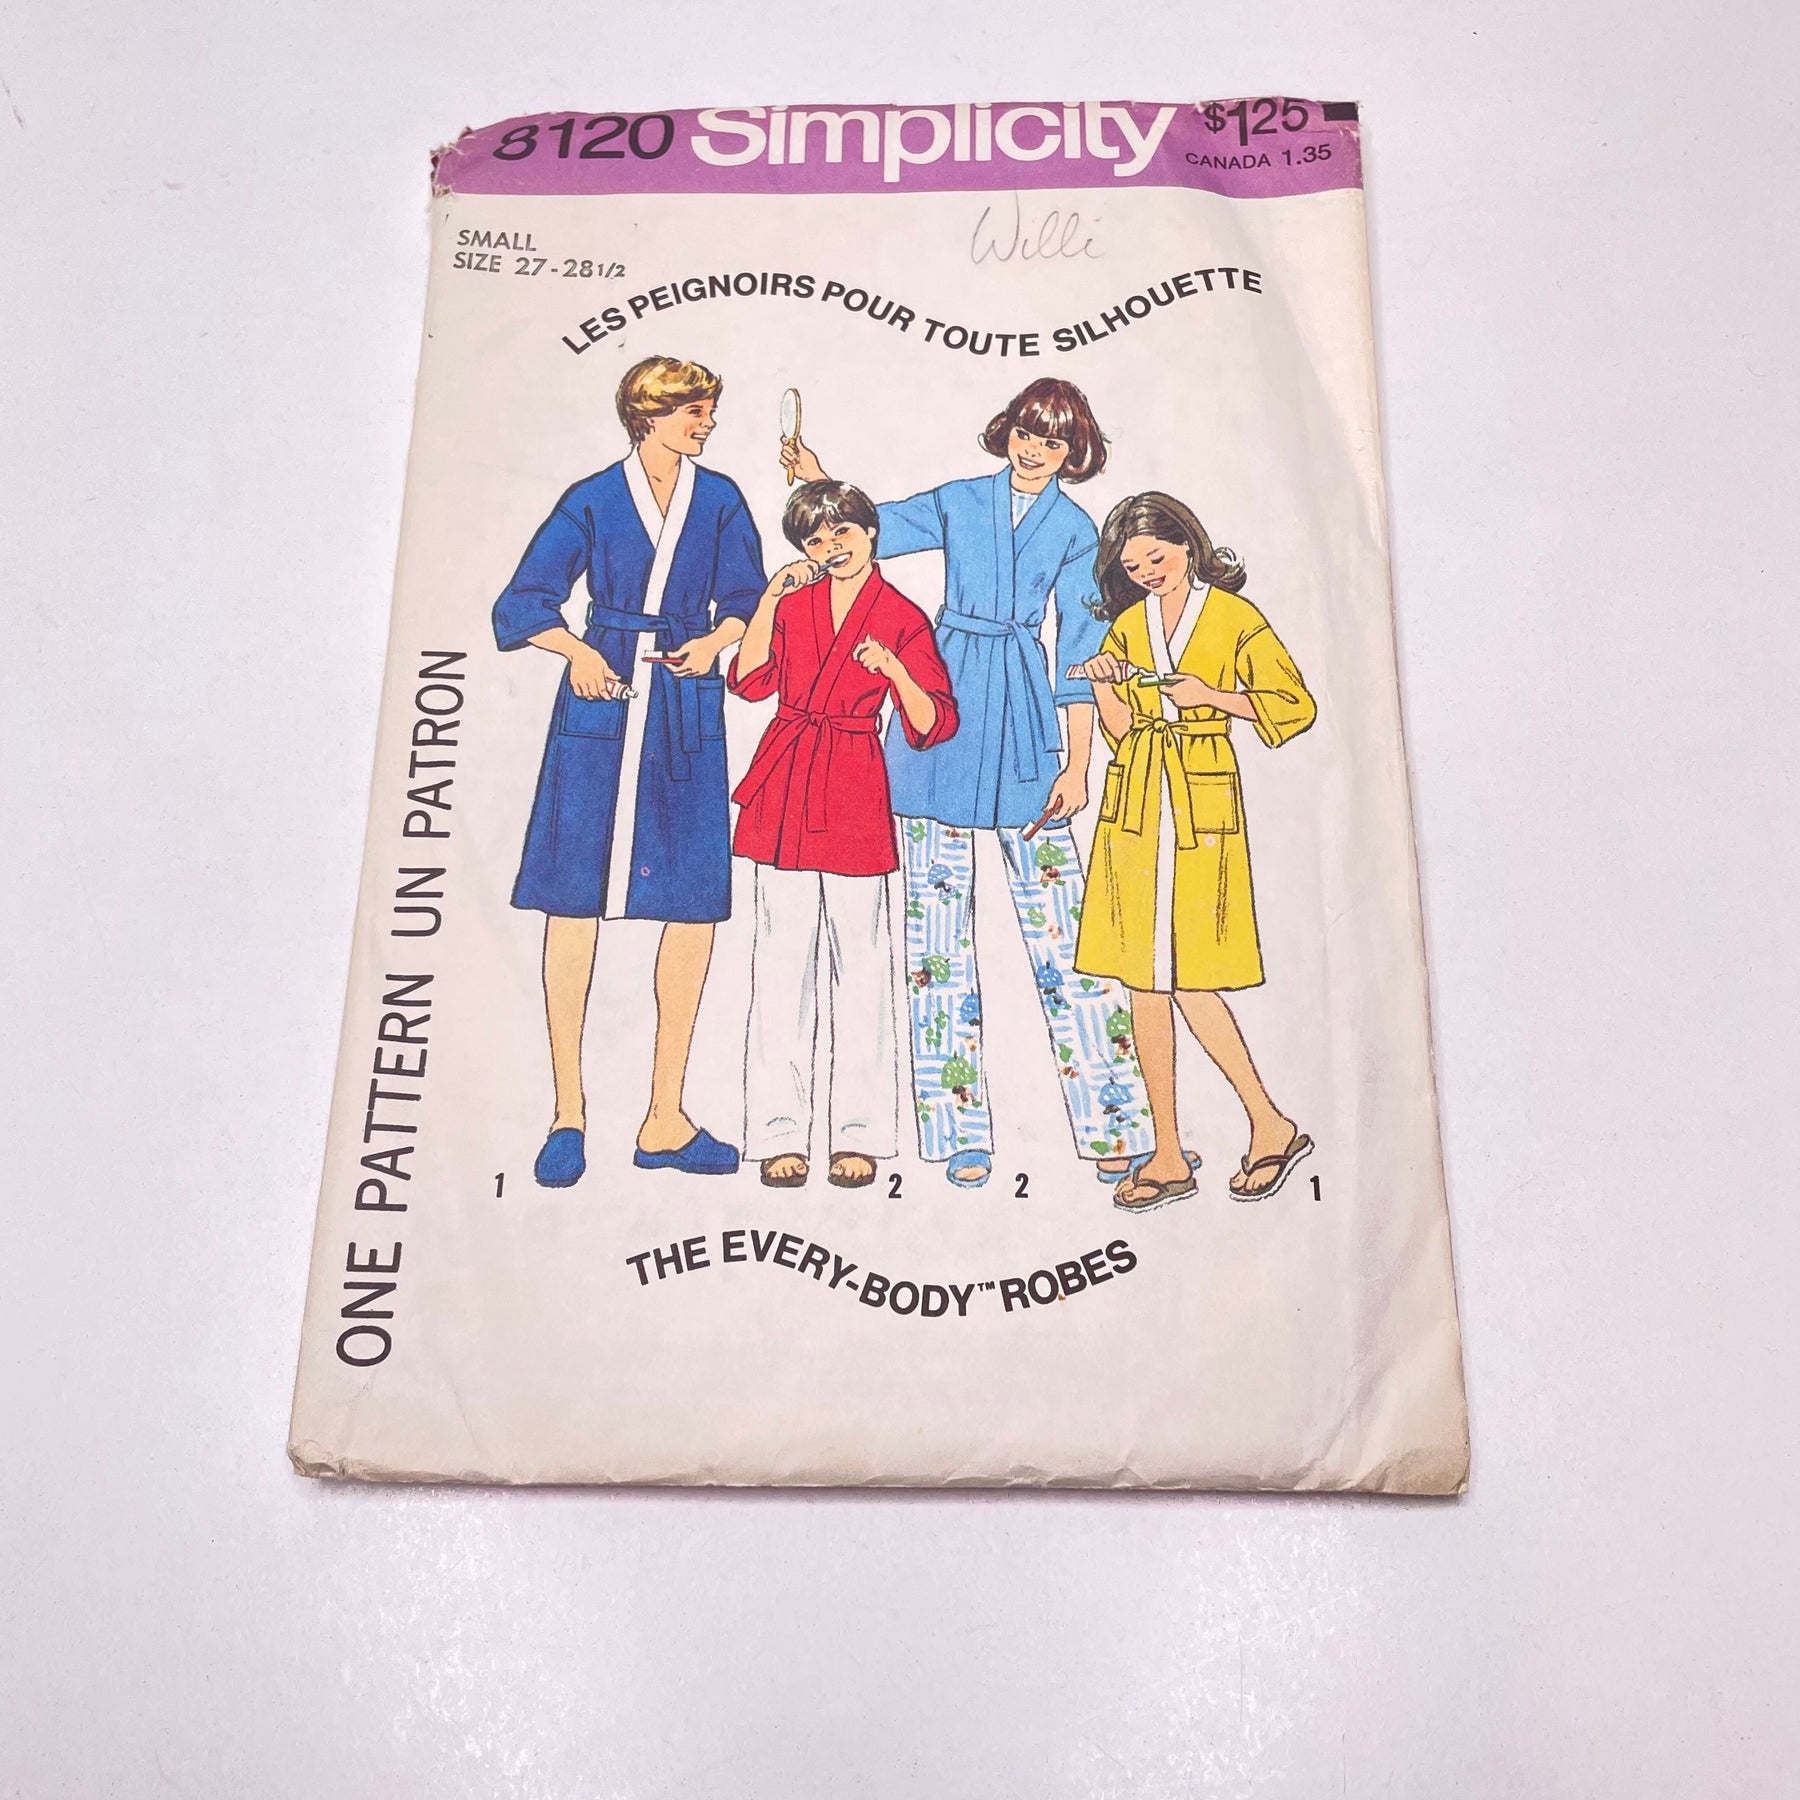 8120 Simplicity $1.25
CANADA 1.35
SMALL
SIZE 27-28 1/2
Willi
LES PEIGNOIRS POUR TOUTE SILHOUETTE
ONE PATTERN UN PATRON
1 2 2 1
THE EVERY-BODY™ ROBES